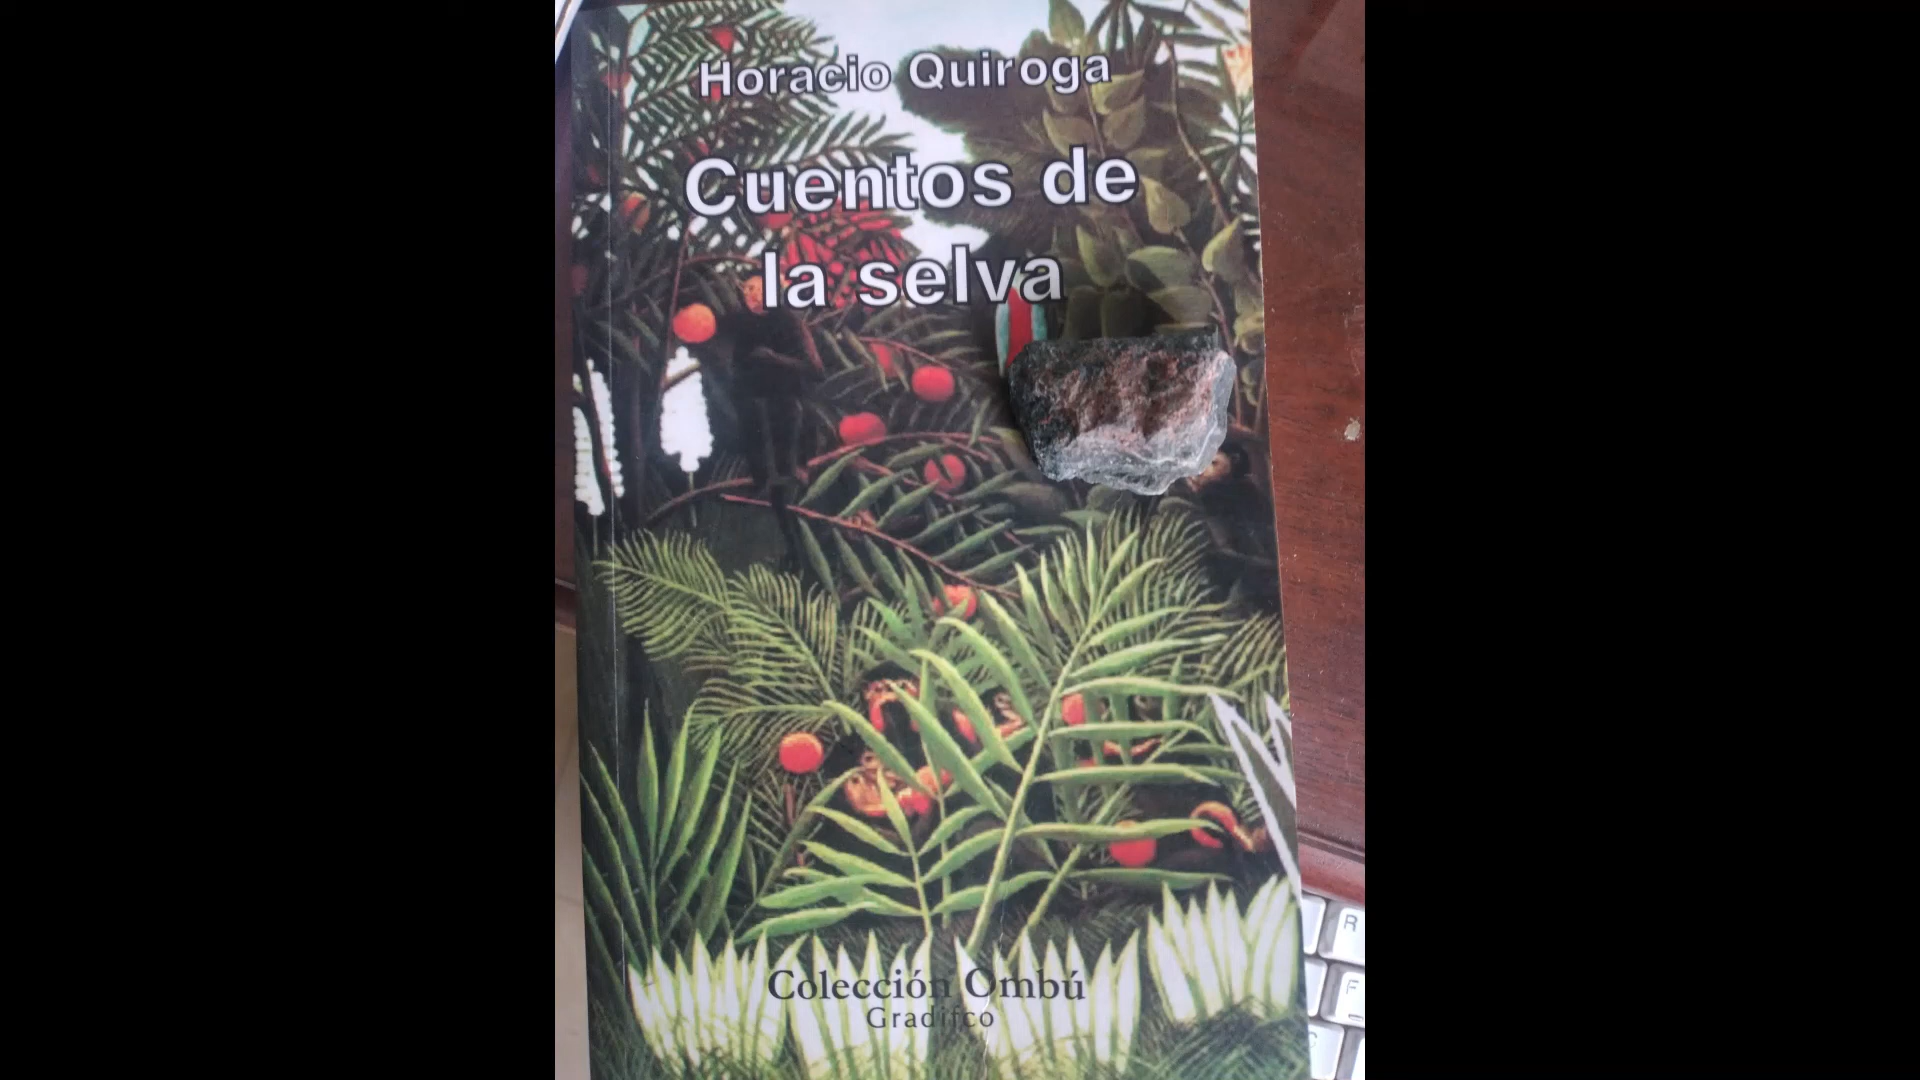 Horacio Quiroga
Cuentos de
la selva
Colección Ombú
Gradifco
R
F
C